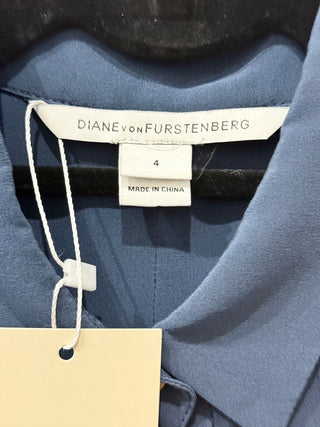 DIANE VON FURSTENBERG
4
MADE IN CHINA